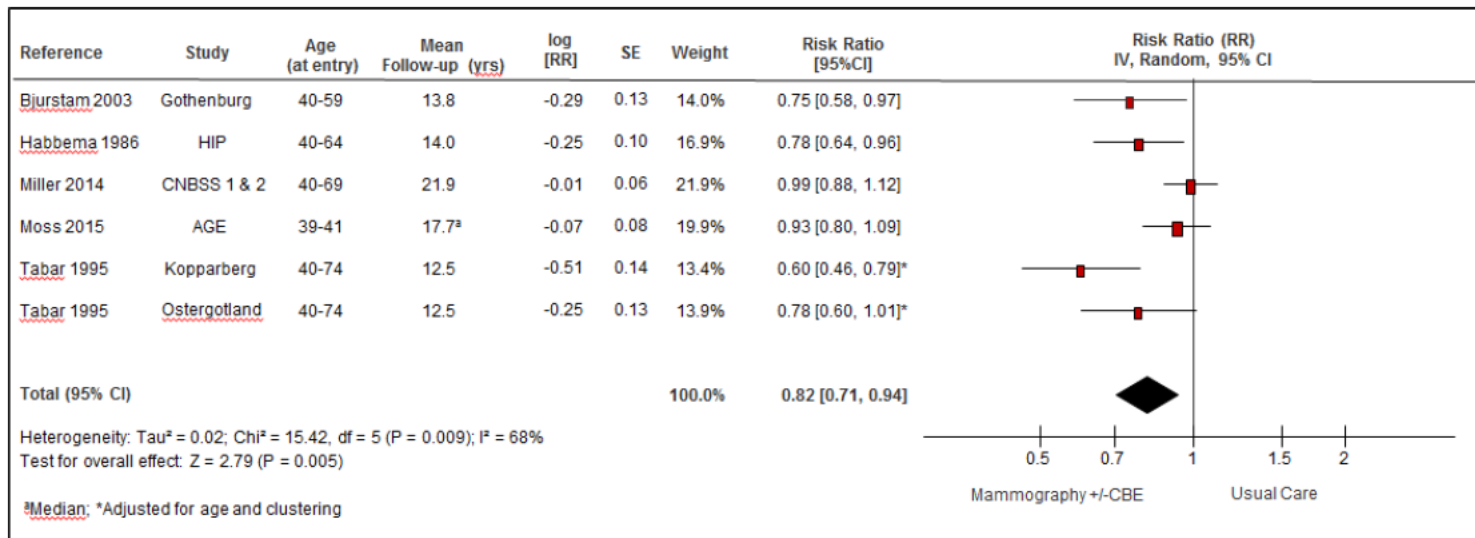 Reference Study Age (at entry) Mean Follow-up (yrs) log [RR] SE Weight Risk Ratio [95%CI] Risk Ratio (RR) IV, Random, 95% CI
Bjurstam 2003 Gothenburg 40-59 13.8 -0.29 0.13 14.0% 0.75 [0.58, 0.97]
Habbema 1986 HIP 40-64 14.0 -0.25 0.10 16.9% 0.78 [0.64, 0.96]
Miller 2014 CNBSS 1 & 2 40-69 21.9 -0.01 0.06 21.9% 0.99 [0.88, 1.12]
Moss 2015 AGE 39-41 17.7ª -0.07 0.08 19.9% 0.93 [0.80, 1.09]
Tabar 1995 Kopparberg 40-74 12.5 -0.51 0.14 13.4% 0.60 [0.46, 0.79]*
Tabar 1995 Ostergotland 40-74 12.5 -0.25 0.13 13.9% 0.78 [0.60, 1.01]*
Total (95% CI) 100.0% 0.82 [0.71, 0.94]
Heterogeneity: Tau² = 0.02; Chi² = 15.42, df = 5 (P = 0.009); I² = 68%
Test for overall effect: Z = 2.79 (P = 0.005)
0.5 0.7 1 1.5 2
Mammography +/-CBE Usual Care
ªMedian; *Adjusted for age and clustering